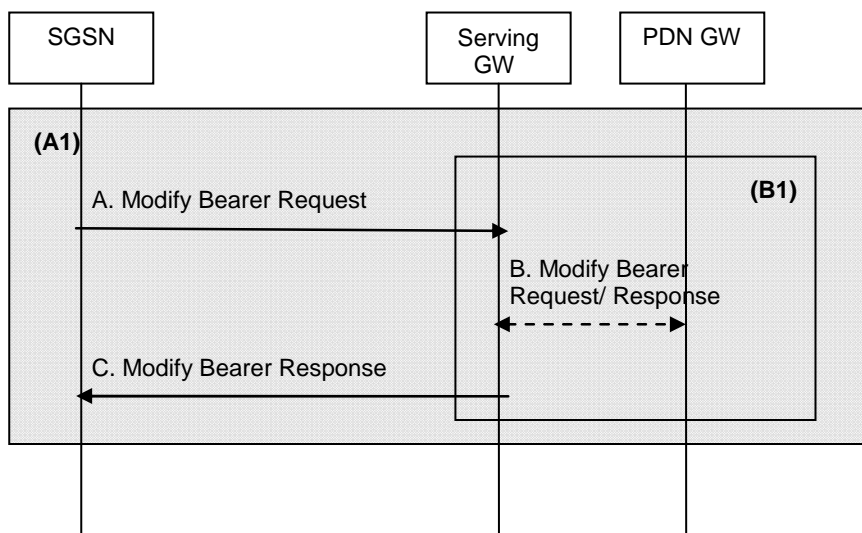 SGSN
Serving
GW
PDN GW
(A1)
A. Modify Bearer Request
(B1)
B. Modify Bearer
Request/ Response
C. Modify Bearer Response